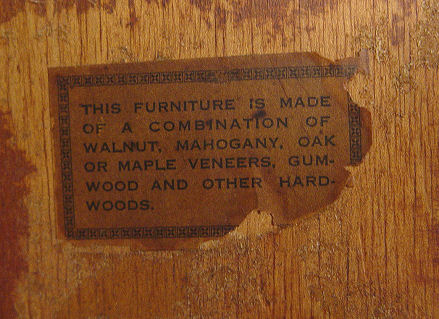 THIS FURNITURE IS MADE
OF A COMBINATION OF
WALNUT, MAHOGANY, OAK
OR MAPLE VENEERS, GUM-
WOOD AND OTHER HARD-
WOODS.